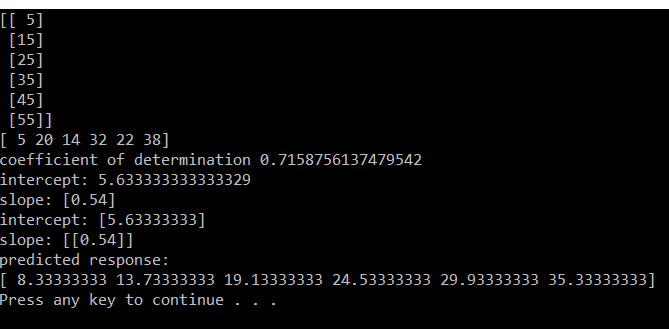 [[ 5]
 [15]
 [25]
 [35]
 [45]
 [55]]
[ 5 20 14 32 22 38]
coefficient of determination 0.7158756137479542
intercept: 5.633333333333329
slope: [0.54]
intercept: [5.63333333]
slope: [[0.54]]
predicted response:
[ 8.33333333 13.73333333 19.13333333 24.53333333 29.93333333 35.33333333]
Press any key to continue . . .